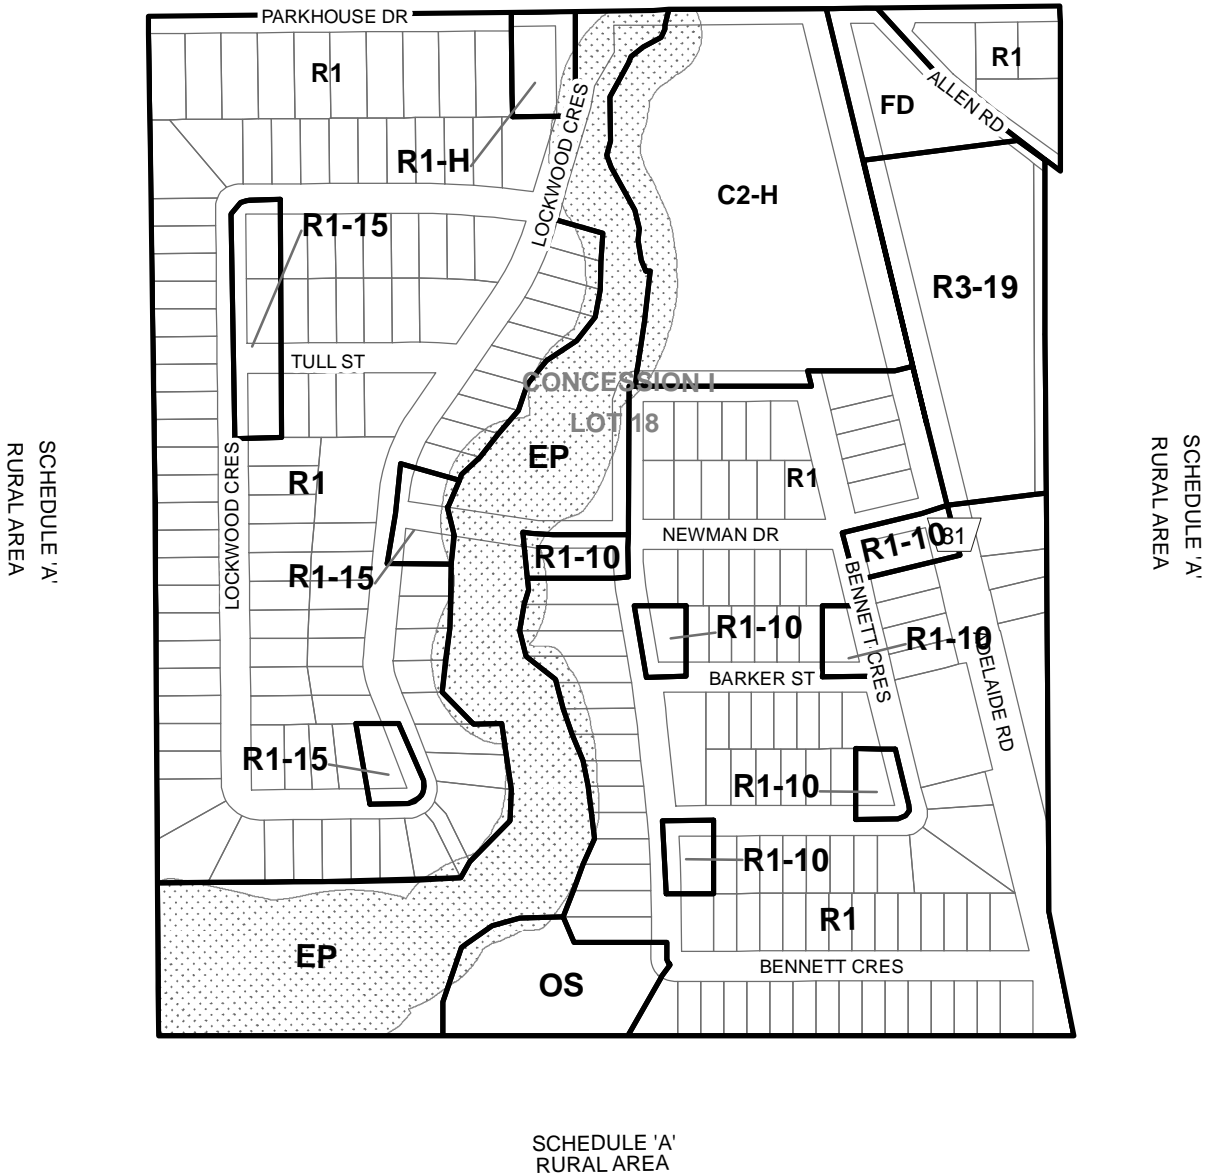 PARKHOUSE DR
R1
R1
ALLEN RD
FD
LOCKWOOD CRES
R1-H
C2-H
R1-15
R3-19
TULL ST
CONCESSION I
LOT 18
EP
R1
R1
LOCKWOOD CRES
SCHEDULE 'A'
RURAL AREA
SCHEDULE 'A'
RURAL AREA
NEWMAN DR
R1-10
81
R1-10
R1-15
BENNETT CRES
R1-10
R1-10
ADELAIDE RD
BARKER ST
R1-15
R1-10
R1-10
R1
EP
BENNETT CRES
OS
SCHEDULE 'A'
RURAL AREA